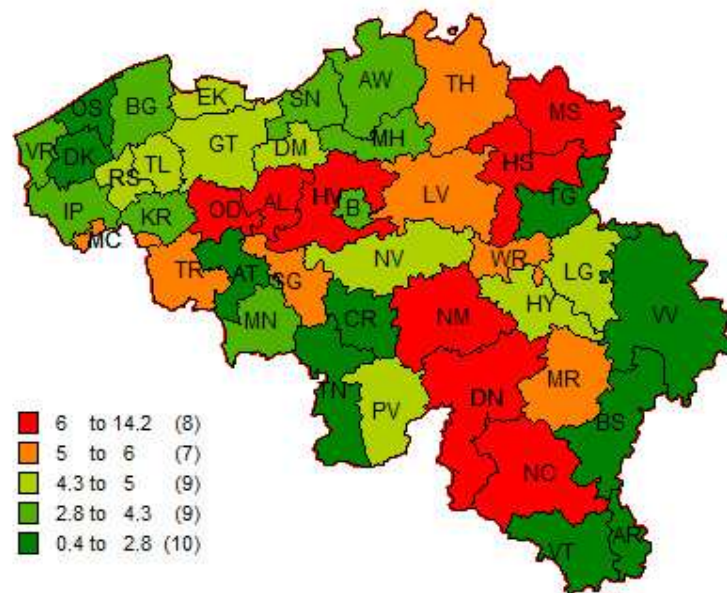 AW
TH
EK
SN
MS
OS
BG
GT
MH
VR
DK
DM
TL
HS
RS
TG
IP
KR
OD
AL
HV
B
LV
MC
TR
AT
SG
NV
WR
LG
MN
CR
NM
HY
VV
TN
PV
DN
MR
BS
NC
VT
AR
6 to 14.2 (8)
5 to 6 (7)
4.3 to 5 (9)
2.8 to 4.3 (9)
0.4 to 2.8 (10)